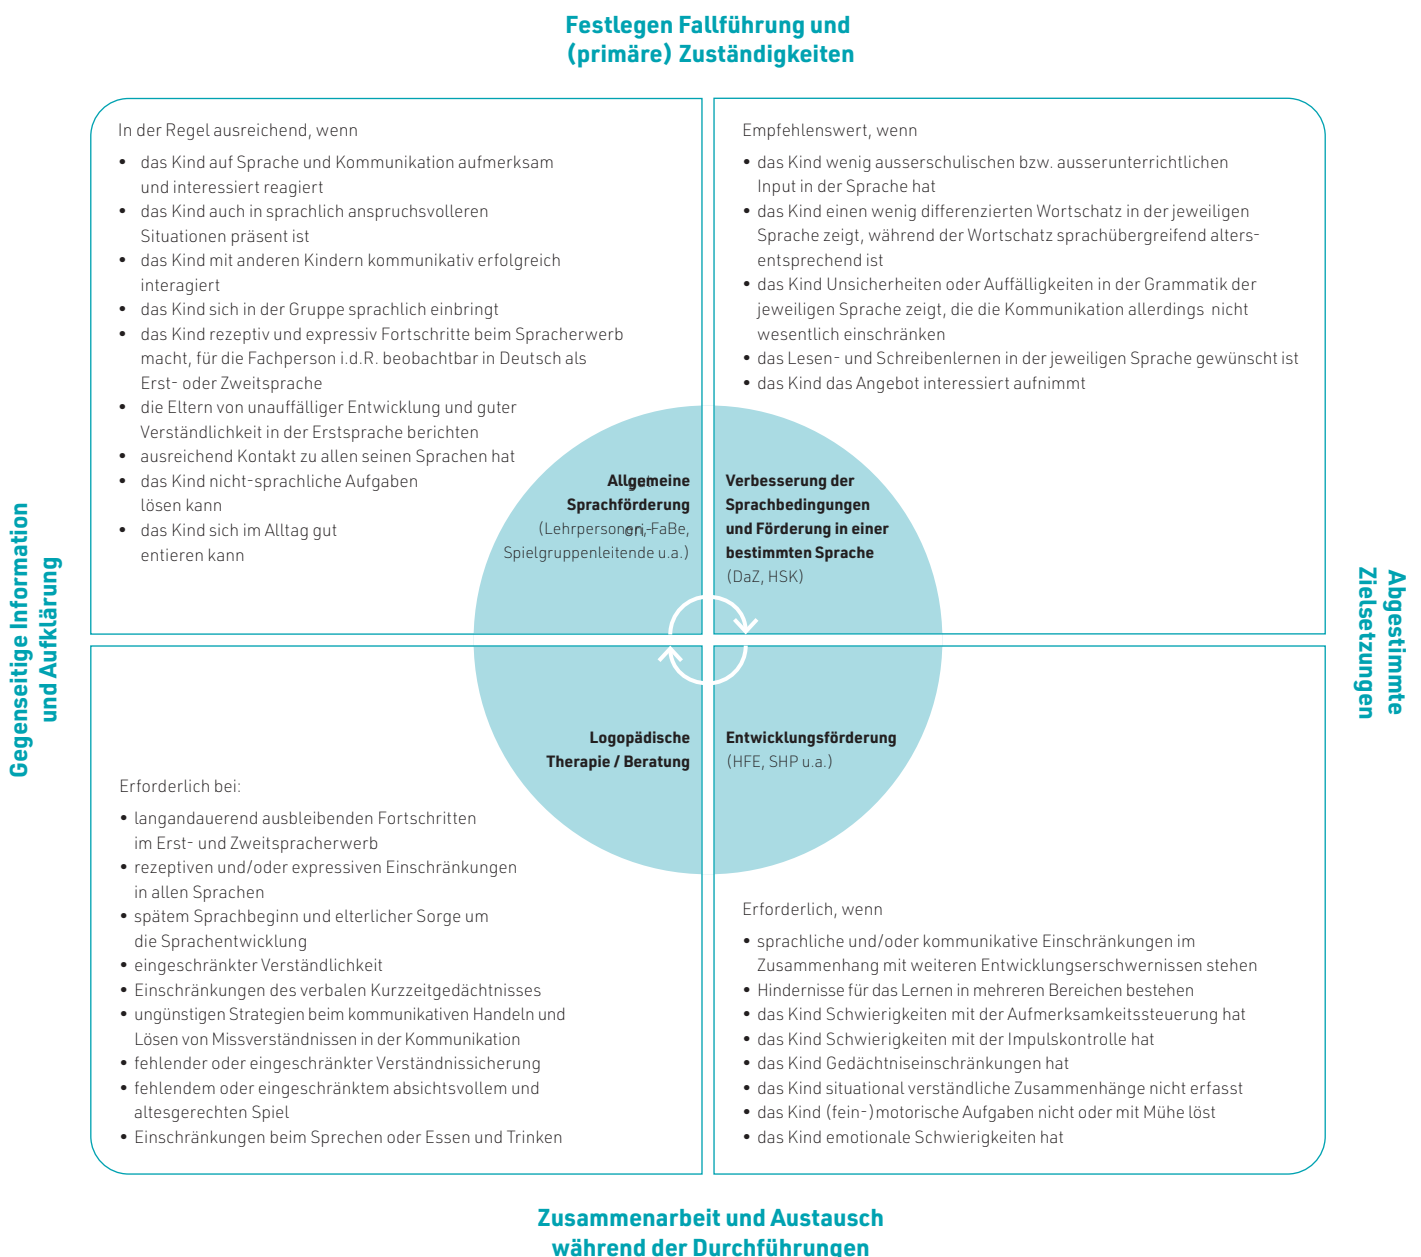 Festlegen Fallführung und
(primäre) Zuständigkeiten
In der Regel ausreichend, wenn
• das Kind auf Sprache und Kommunikation aufmerksam
und interessiert reagiert
• das Kind auch in sprachlich anspruchsvolleren
Situationen präsent ist
• das Kind mit anderen Kindern kommunikativ erfolgreich
interagiert
• das Kind sich in der Gruppe sprachlich einbringt
• das Kind rezeptiv und expressiv Fortschritte beim Spracherwerb
macht, für die Fachperson i.d.R. beobachtbar in Deutsch als
Erst- oder Zweitsprache
• die Eltern von unauffälliger Entwicklung und guter
Verständlichkeit in der Erstsprache berichten
• ausreichend Kontakt zu allen seinen Sprachen hat
• das Kind nicht-sprachliche Aufgaben
lösen kann
• das Kind sich im Alltag gut
entieren kann
Empfehlenswert, wenn
• das Kind wenig ausserschulischen bzw. ausserunterrichtlichen
Input in der Sprache hat
• das Kind einen wenig differenzierten Wortschatz in der jeweiligen
Sprache zeigt, während der Wortschatz sprachübergreifend alters-
entsprechend ist
• das Kind Unsicherheiten oder Auffälligkeiten in der Grammatik der
jeweiligen Sprache zeigt, die die Kommunikation allerdings nicht
wesentlich einschränken
• das Lesen- und Schreibenlernen in der jeweiligen Sprache gewünscht ist
• das Kind das Angebot interessiert aufnimmt
Allgemeine
Sprachförderung
(Lehrpersonen, FaBe,
Spielgruppenleitende u.a.)
Verbesserung der
Sprachbedingungen
und Förderung in einer
bestimmten Sprache
(DaZ, HSK)
Gegenseitige Information
und Aufklärung
Abgestimmte
Zielsetzungen
Logopädische
Therapie / Beratung
Entwicklungsförderung
(HFE, SHP u.a.)
Erforderlich bei:
• langandauerend ausbleibenden Fortschritten
im Erst- und Zweitspracherwerb
• rezeptiven und/oder expressiven Einschränkungen
in allen Sprachen
• spätem Sprachbeginn und elterlicher Sorge um
die Sprachentwicklung
• eingeschränkter Verständlichkeit
• Einschränkungen des verbalen Kurzzeitgedächtnisses
• ungünstigen Strategien beim kommunikativen Handeln und
Lösen von Missverständnissen in der Kommunikation
• fehlender oder eingeschränkter Verständnissicherung
• fehlendem oder eingeschränktem absichtsvollem und
altesgerechten Spiel
• Einschränkungen beim Sprechen oder Essen und Trinken
Erforderlich, wenn
• sprachliche und/oder kommunikative Einschränkungen im
Zusammenhang mit weiteren Entwicklungserschwernissen stehen
• Hindernisse für das Lernen in mehreren Bereichen bestehen
• das Kind Schwierigkeiten mit der Aufmerksamkeitssteuerung hat
• das Kind Schwierigkeiten mit der Impulskontrolle hat
• das Kind Gedächtniseinschränkungen hat
• das Kind situational verständliche Zusammenhänge nicht erfasst
• das Kind (fein-)motorische Aufgaben nicht oder mit Mühe löst
• das Kind emotionale Schwierigkeiten hat
Zusammenarbeit und Austausch
während der Durchführungen